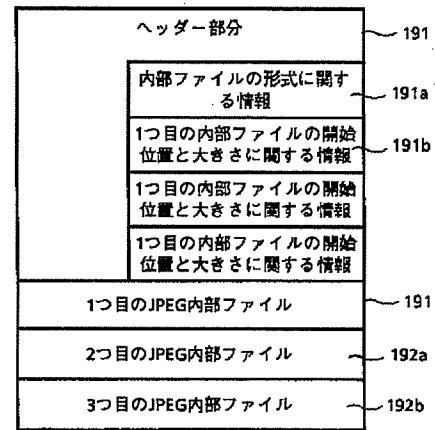 ヘッダー部分
191
内部ファイルの形式に関す
る情報
191a
1つ目の内部ファイルの開始
位置と大きさに関する情報
191b
1つ目の内部ファイルの開始
位置と大きさに関する情報
1つ目の内部ファイルの開始
位置と大きさに関する情報
1つ目のJPEG内部ファイル
191
2つ目のJPEG内部ファイル
192a
3つ目のJPEG内部ファイル
192b